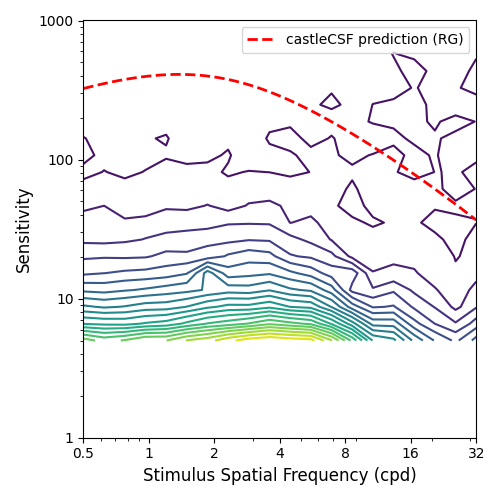 1000
castleCSF prediction (RG)
100
Sensitivity
10
1
0.5 1 2 4 8 16 32
Stimulus Spatial Frequency (cpd)